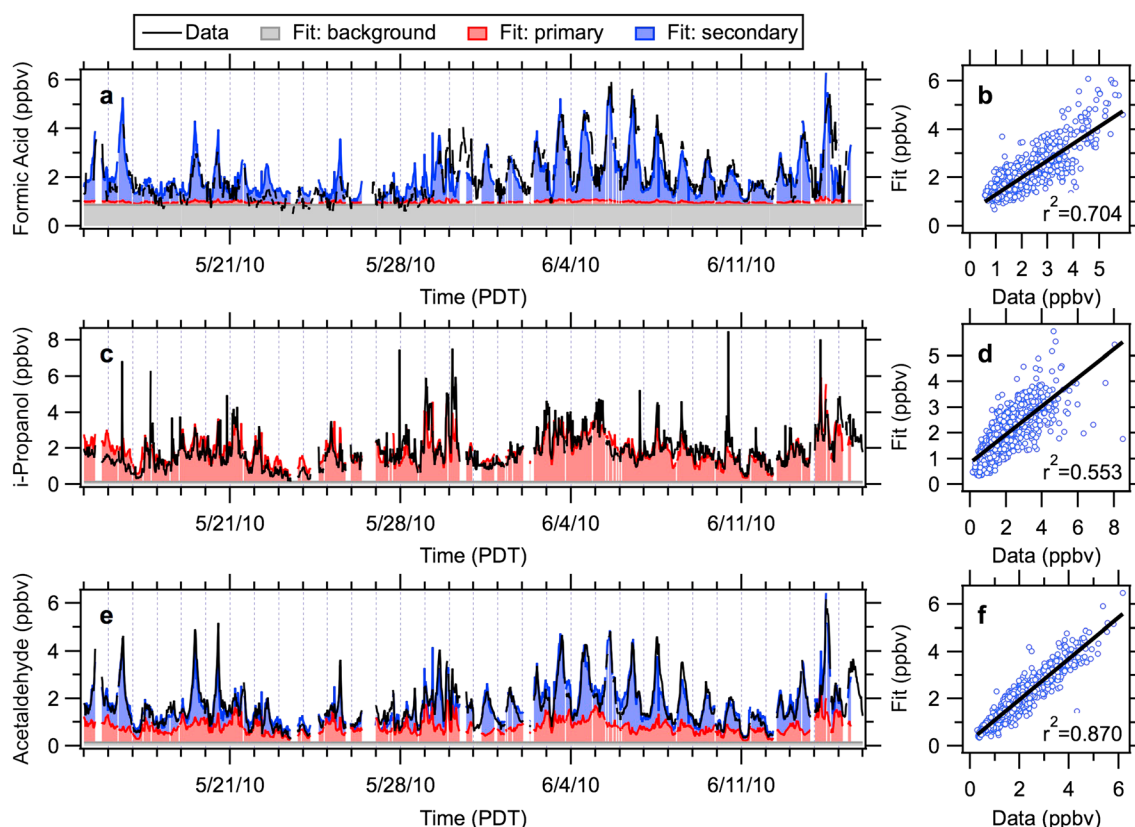 Data Fit: background Fit: primary Fit: secondary
Formic Acid (ppbv)
6
4
2
0
a
5/21/10 5/28/10 6/4/10 6/11/10
Time (PDT)
Fit (ppbv)
6
4
2
0
b
r²=0.704
0 1 2 3 4 5
Data (ppbv)
i-Propanol (ppbv)
8
6
4
2
0
c
5/21/10 5/28/10 6/4/10 6/11/10
Time (PDT)
Fit (ppbv)
5
4
3
2
1
0
d
r²=0.553
0 2 4 6 8
Data (ppbv)
Acetaldehyde (ppbv)
6
4
2
0
e
5/21/10 5/28/10 6/4/10 6/11/10
Time (PDT)
Fit (ppbv)
6
4
2
0
f
r²=0.870
0 2 4 6
Data (ppbv)